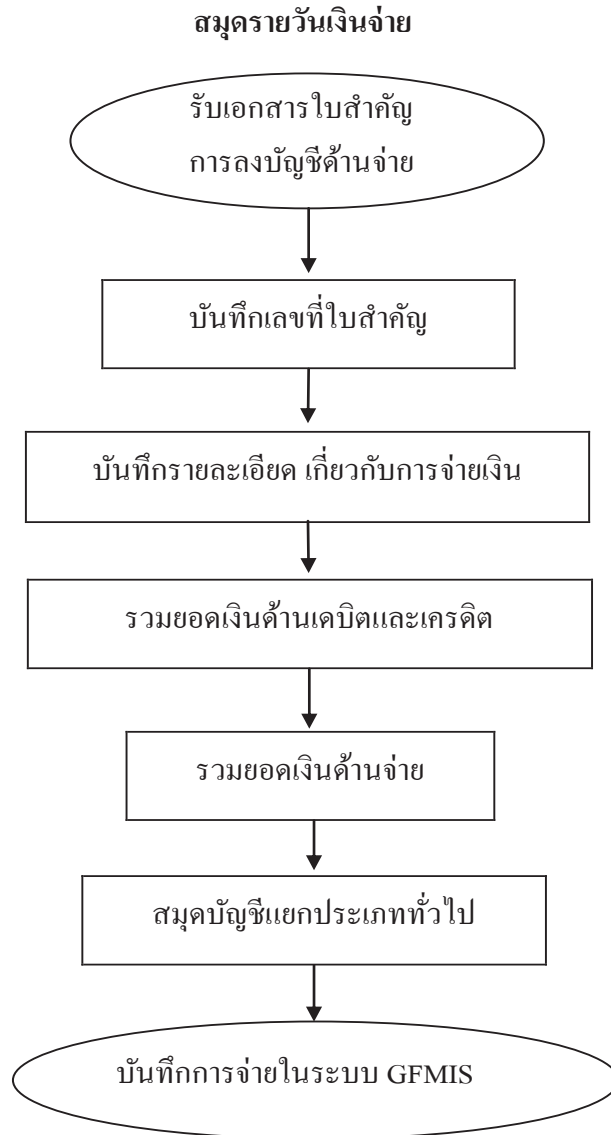 สมุดรายวันเงินจ่าย
รับเอกสารใบสำคัญ
การลงบัญชีด้านจ่าย
บันทึกเลขที่ใบสำคัญ
บันทึกรายละเอียด เกี่ยวกับการจ่ายเงิน
รวมยอดเงินด้านเดบิตและเครดิต
รวมยอดเงินด้านจ่าย
สมุดบัญชีแยกประเภททั่วไป
บันทึกการจ่ายในระบบ GFMIS